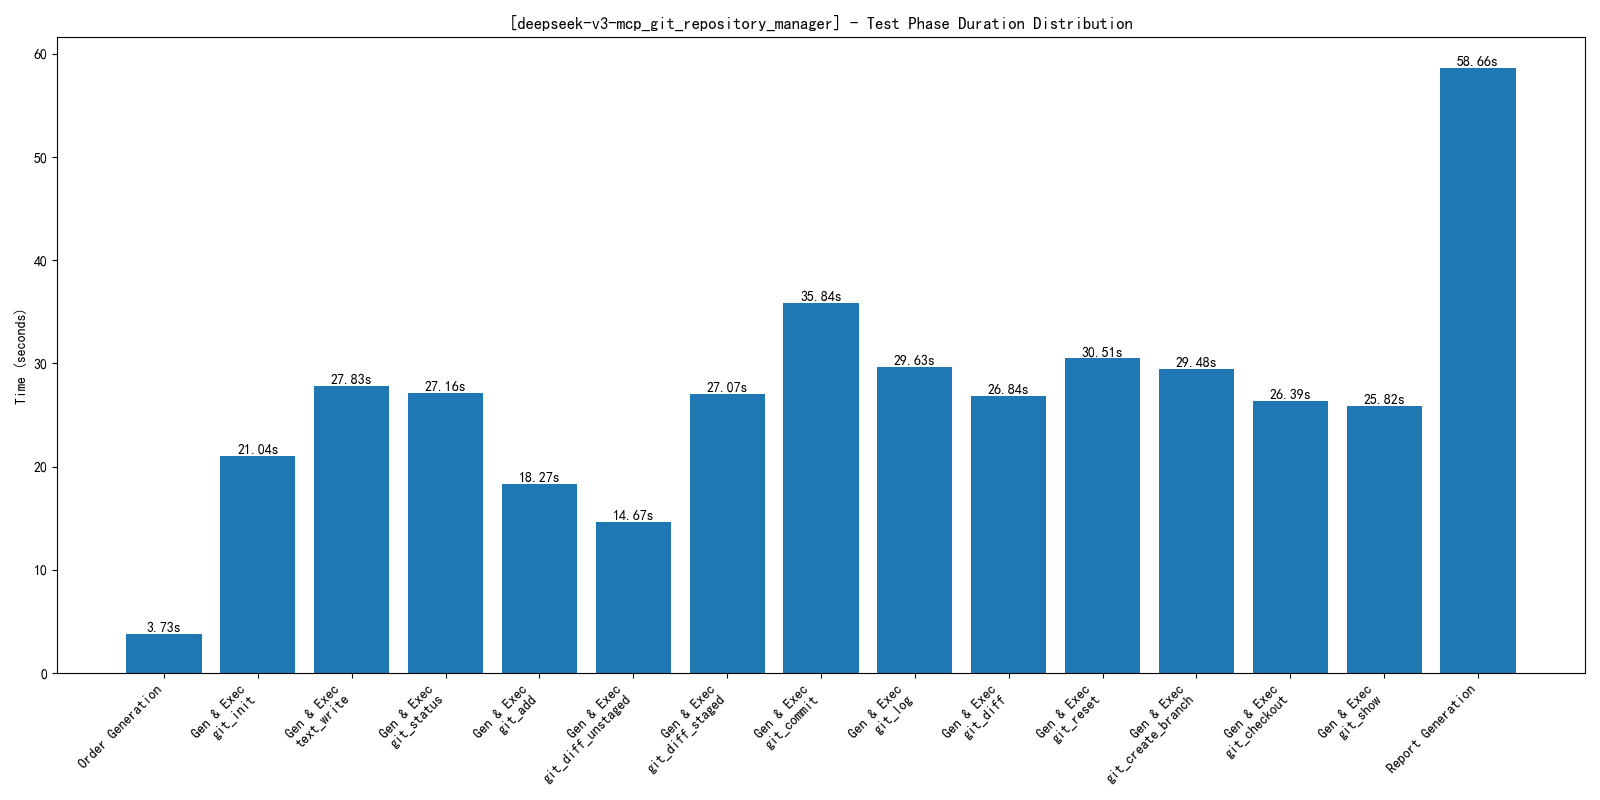 [deepseek-v3-mcp_git_repository_manager] - Test Phase Duration Distribution
Time (seconds)
60
50
40
30
20
10
0
3.73s
21.04s
27.83s
27.16s
18.27s
14.67s
27.07s
35.84s
29.63s
26.84s
30.51s
29.48s
26.39s
25.82s
58.66s
Order Generation
Gen & Exec
git_init
Gen & Exec
text_write
Gen & Exec
git_status
Gen & Exec
git_add
Gen & Exec
git_diff_unstaged
Gen & Exec
git_diff_staged
Gen & Exec
git_commit
Gen & Exec
git_log
Gen & Exec
git_diff
Gen & Exec
git_reset
Gen & Exec
git_create_branch
Gen & Exec
git_checkout
Gen & Exec
git_show
Report Generation